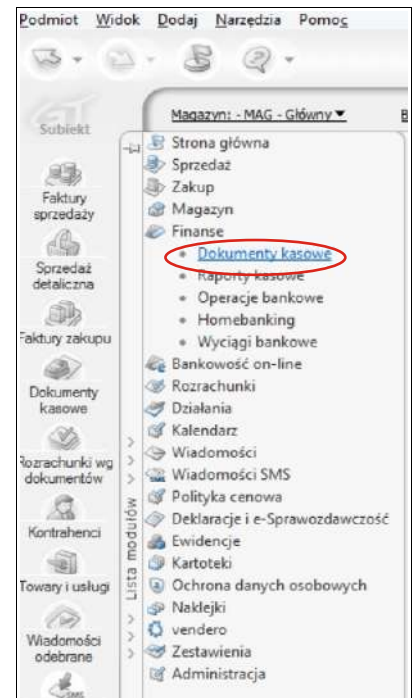 Podmiot Widok Dodaj Narzędzia Pomoc
GT
Subiekt
Magazyn: - MAG - Główny
Faktury
sprzedaży
Sprzedaż
detaliczna
Faktury zakupu
Dokumenty
kasowe
Rozrachunki wg
dokumentów
Kontrahenci
Towary i usługi
Wiadomości
odebrane
SMS
Lista modułów
Strona główna
Sprzedaż
Zakup
Magazyn
Finanse
Dokumenty kasowe
Raporty kasowe
Operacje bankowe
Homebanking
Wyciągi bankowe
Bankowość on-line
Rozrachunki
Działania
Kalendarz
Wiadomości
Wiadomości SMS
Polityka cenowa
Deklaracje i e-Sprawozdawczość
Ewidencje
Kartoteki
Ochrona danych osobowych
Naklejki
vendero
Zestawienia
Administracja